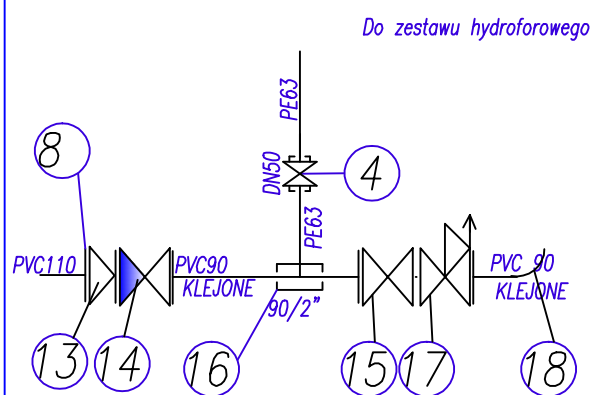 Do zestawu hydroforowego
PE63
8
DN50
4
PE63
PVC110
PVC90
KLEJONE
PVC 90
KLEJONE
90/2"
13
14
16
15
17
18